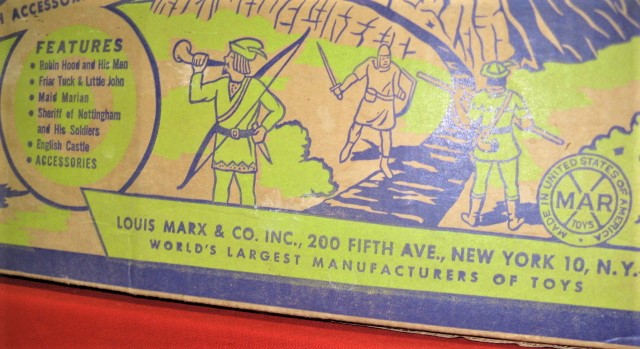 H ACCESSOR
FEATURES
• Robin Hood and His Men
• Friar Tuck & Little John
• Maid Marian
• Sheriff of Nottingham
and His Soldiers
• English Castle
• ACCESSORIES
MADE IN UNITED STATES OF AMERICA
MAR
TOYS
LOUIS MARX & CO. INC., 200 FIFTH AVE., NEW YORK 10, N.Y.
WORLD'S LARGEST MANUFACTURERS OF TOYS